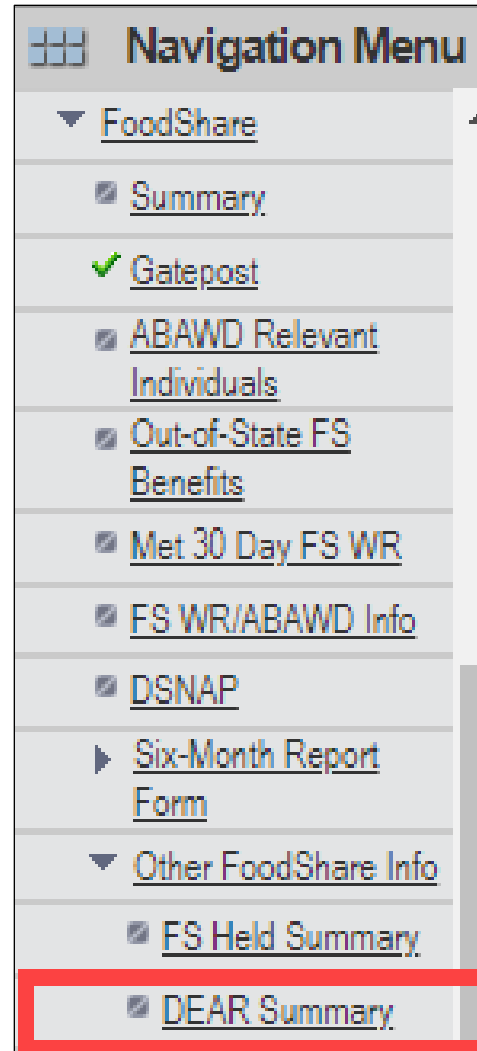 Navigation Menu
FoodShare
Summary
Gatepost
ABAWD Relevant
Individuals
Out-of-State FS
Benefits
Met 30 Day FS WR
FS WR/ABAWD Info
DSNAP
Six-Month Report
Form
Other FoodShare Info
FS Held Summary
DEAR Summary